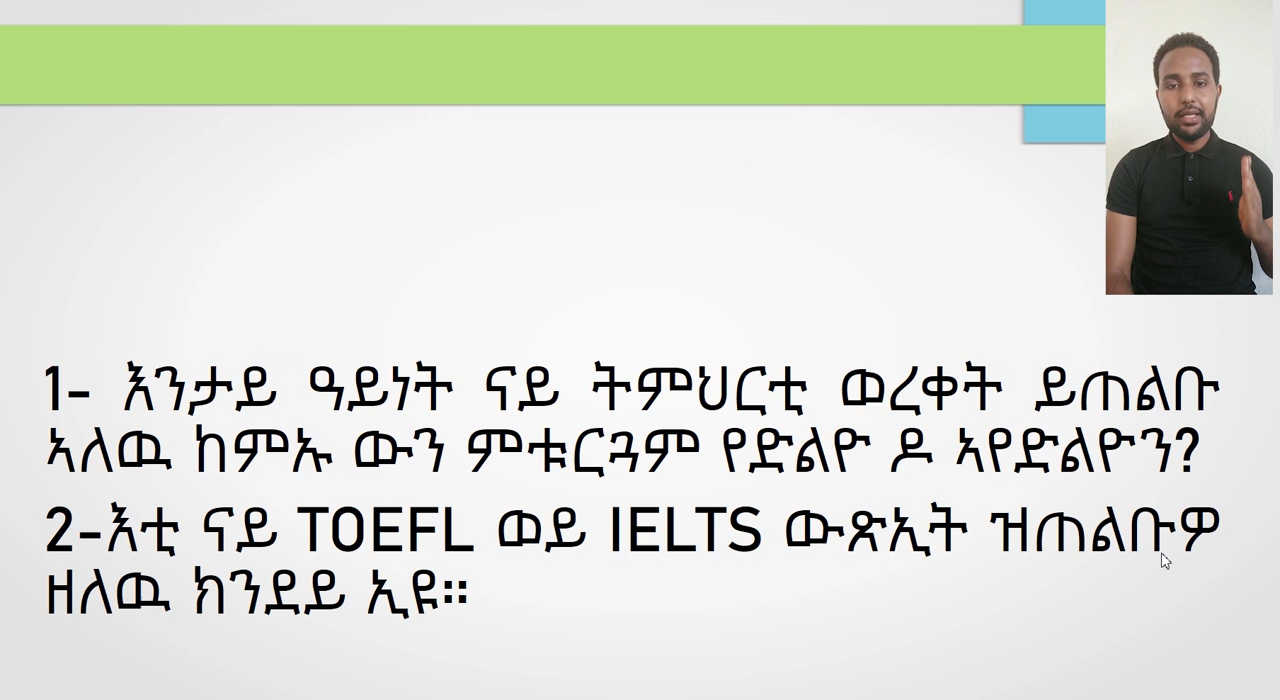 1- እንታይ ዓይነት ናይ ትምህርቲ ወረቀት ይጠልቡ
ኣለዉ ከምኡ ውን ምቱርጓም የድልዮ ዶ ኣየድልዮን?
2-እቲ ናይ TOEFL ወይ IELTS ውጽኢት ዝጠልቡዎ
ዘለዉ ክንደይ ኢዩ።